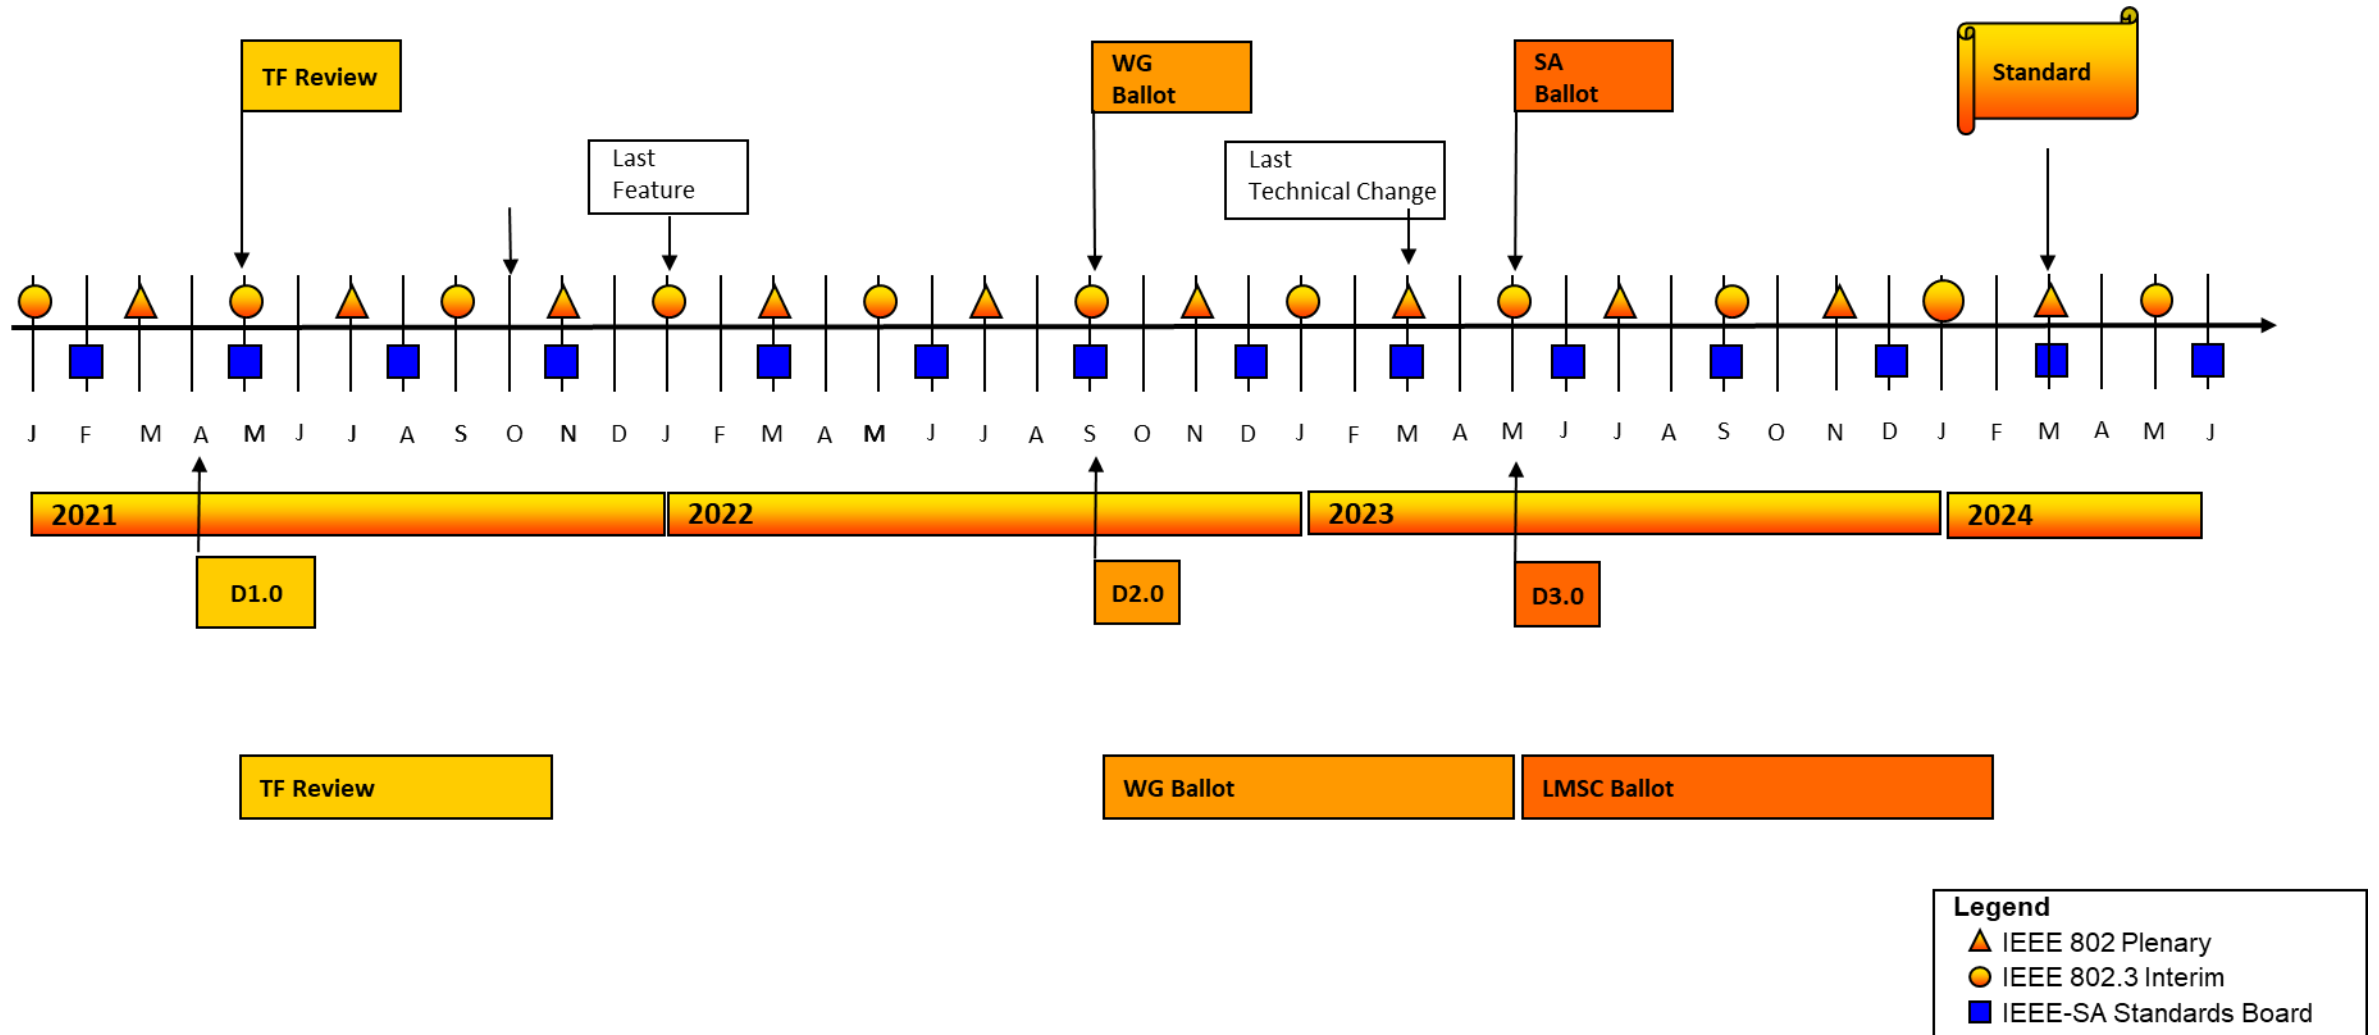 TF Review
WG
Ballot
SA
Ballot
Standard
Last
Feature
Last
Technical Change
J F M A M J J A S O N D J F M A M J J A S O N D J F M A M J J A S O N D J F M A M J
2021 2022 2023 2024
D1.0 D2.0 D3.0
TF Review WG Ballot LMSC Ballot
Legend
IEEE 802 Plenary
IEEE 802.3 Interim
IEEE-SA Standards Board